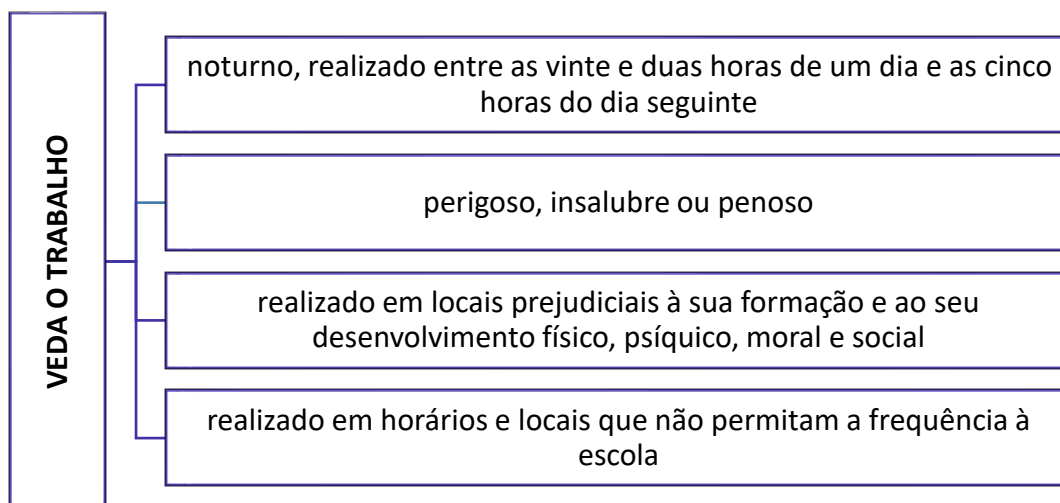 VEDA O TRABALHO
noturno, realizado entre as vinte e duas horas de um dia e as cinco
horas do dia seguinte
perigoso, insalubre ou penoso
realizado em locais prejudiciais à sua formação e ao seu
desenvolvimento físico, psíquico, moral e social
realizado em horários e locais que não permitam a frequência à
escola